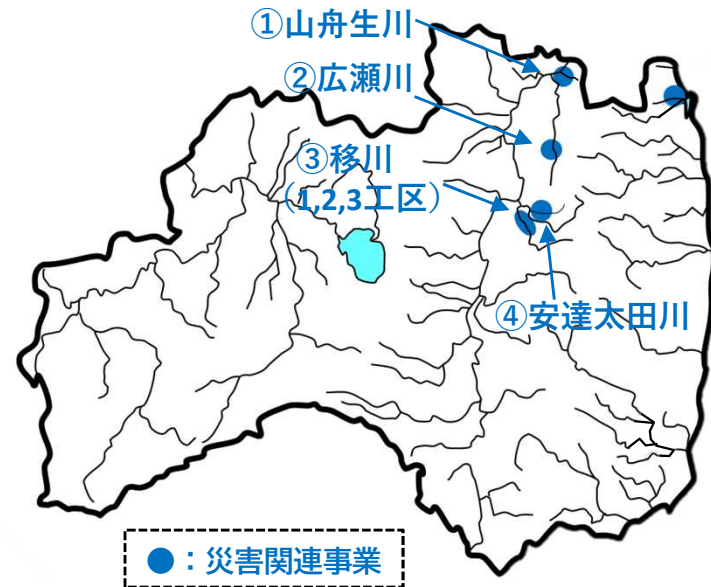 ①山舟生川
②広瀬川
③移川
（1,2,3工区）
④安達太田川
●：災害関連事業